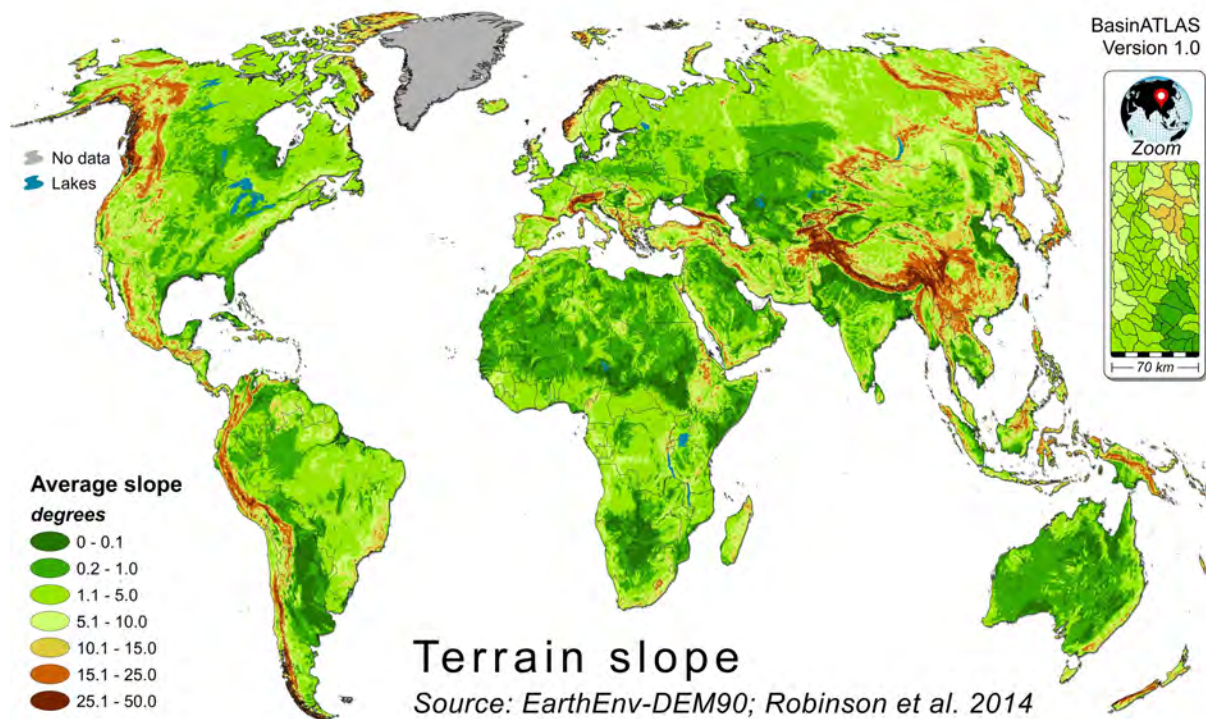 BasinATLAS
Version 1.0
Zoom
70 km
No data
Lakes
Average slope
degrees
0 - 0.1
0.2 - 1.0
1.1 - 5.0
5.1 - 10.0
10.1 - 15.0
15.1 - 25.0
25.1 - 50.0
Terrain slope
Source: EarthEnv-DEM90; Robinson et al. 2014